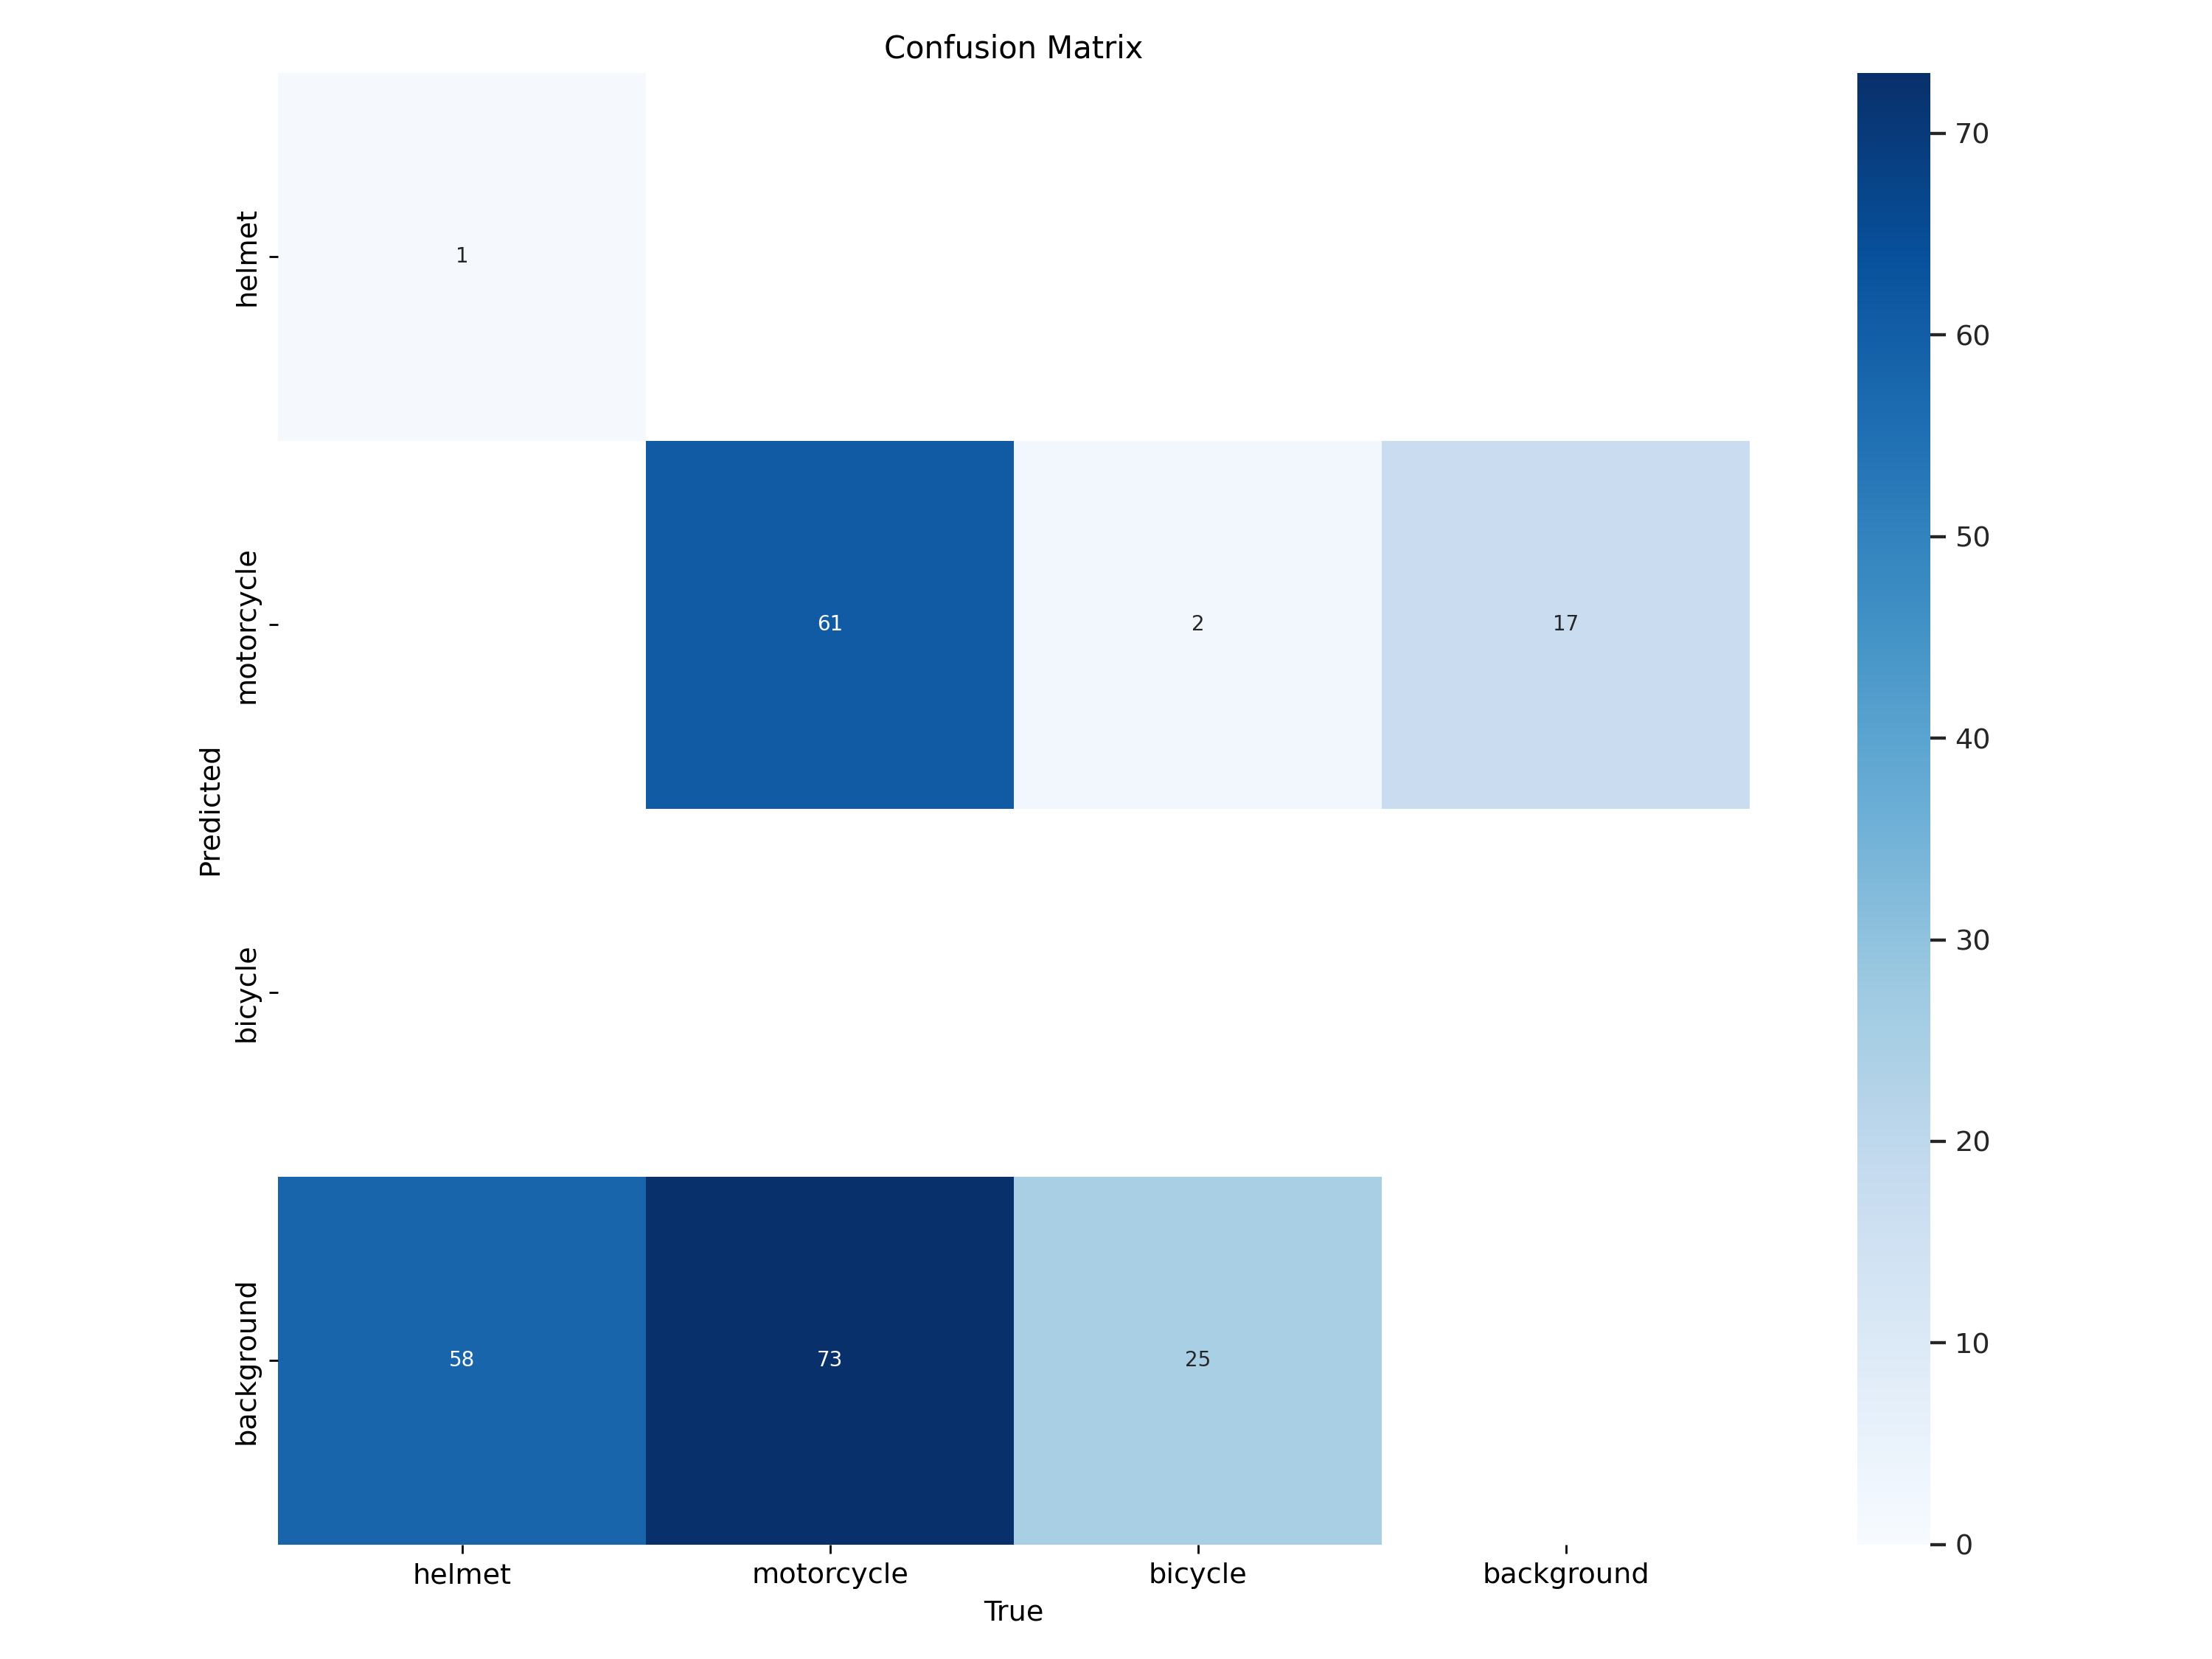 Confusion Matrix
helmet
motorcycle
bicycle
background
Predicted
1
61 2 17
58 73 25
helmet motorcycle bicycle background
True
70
60
50
40
30
20
10
0